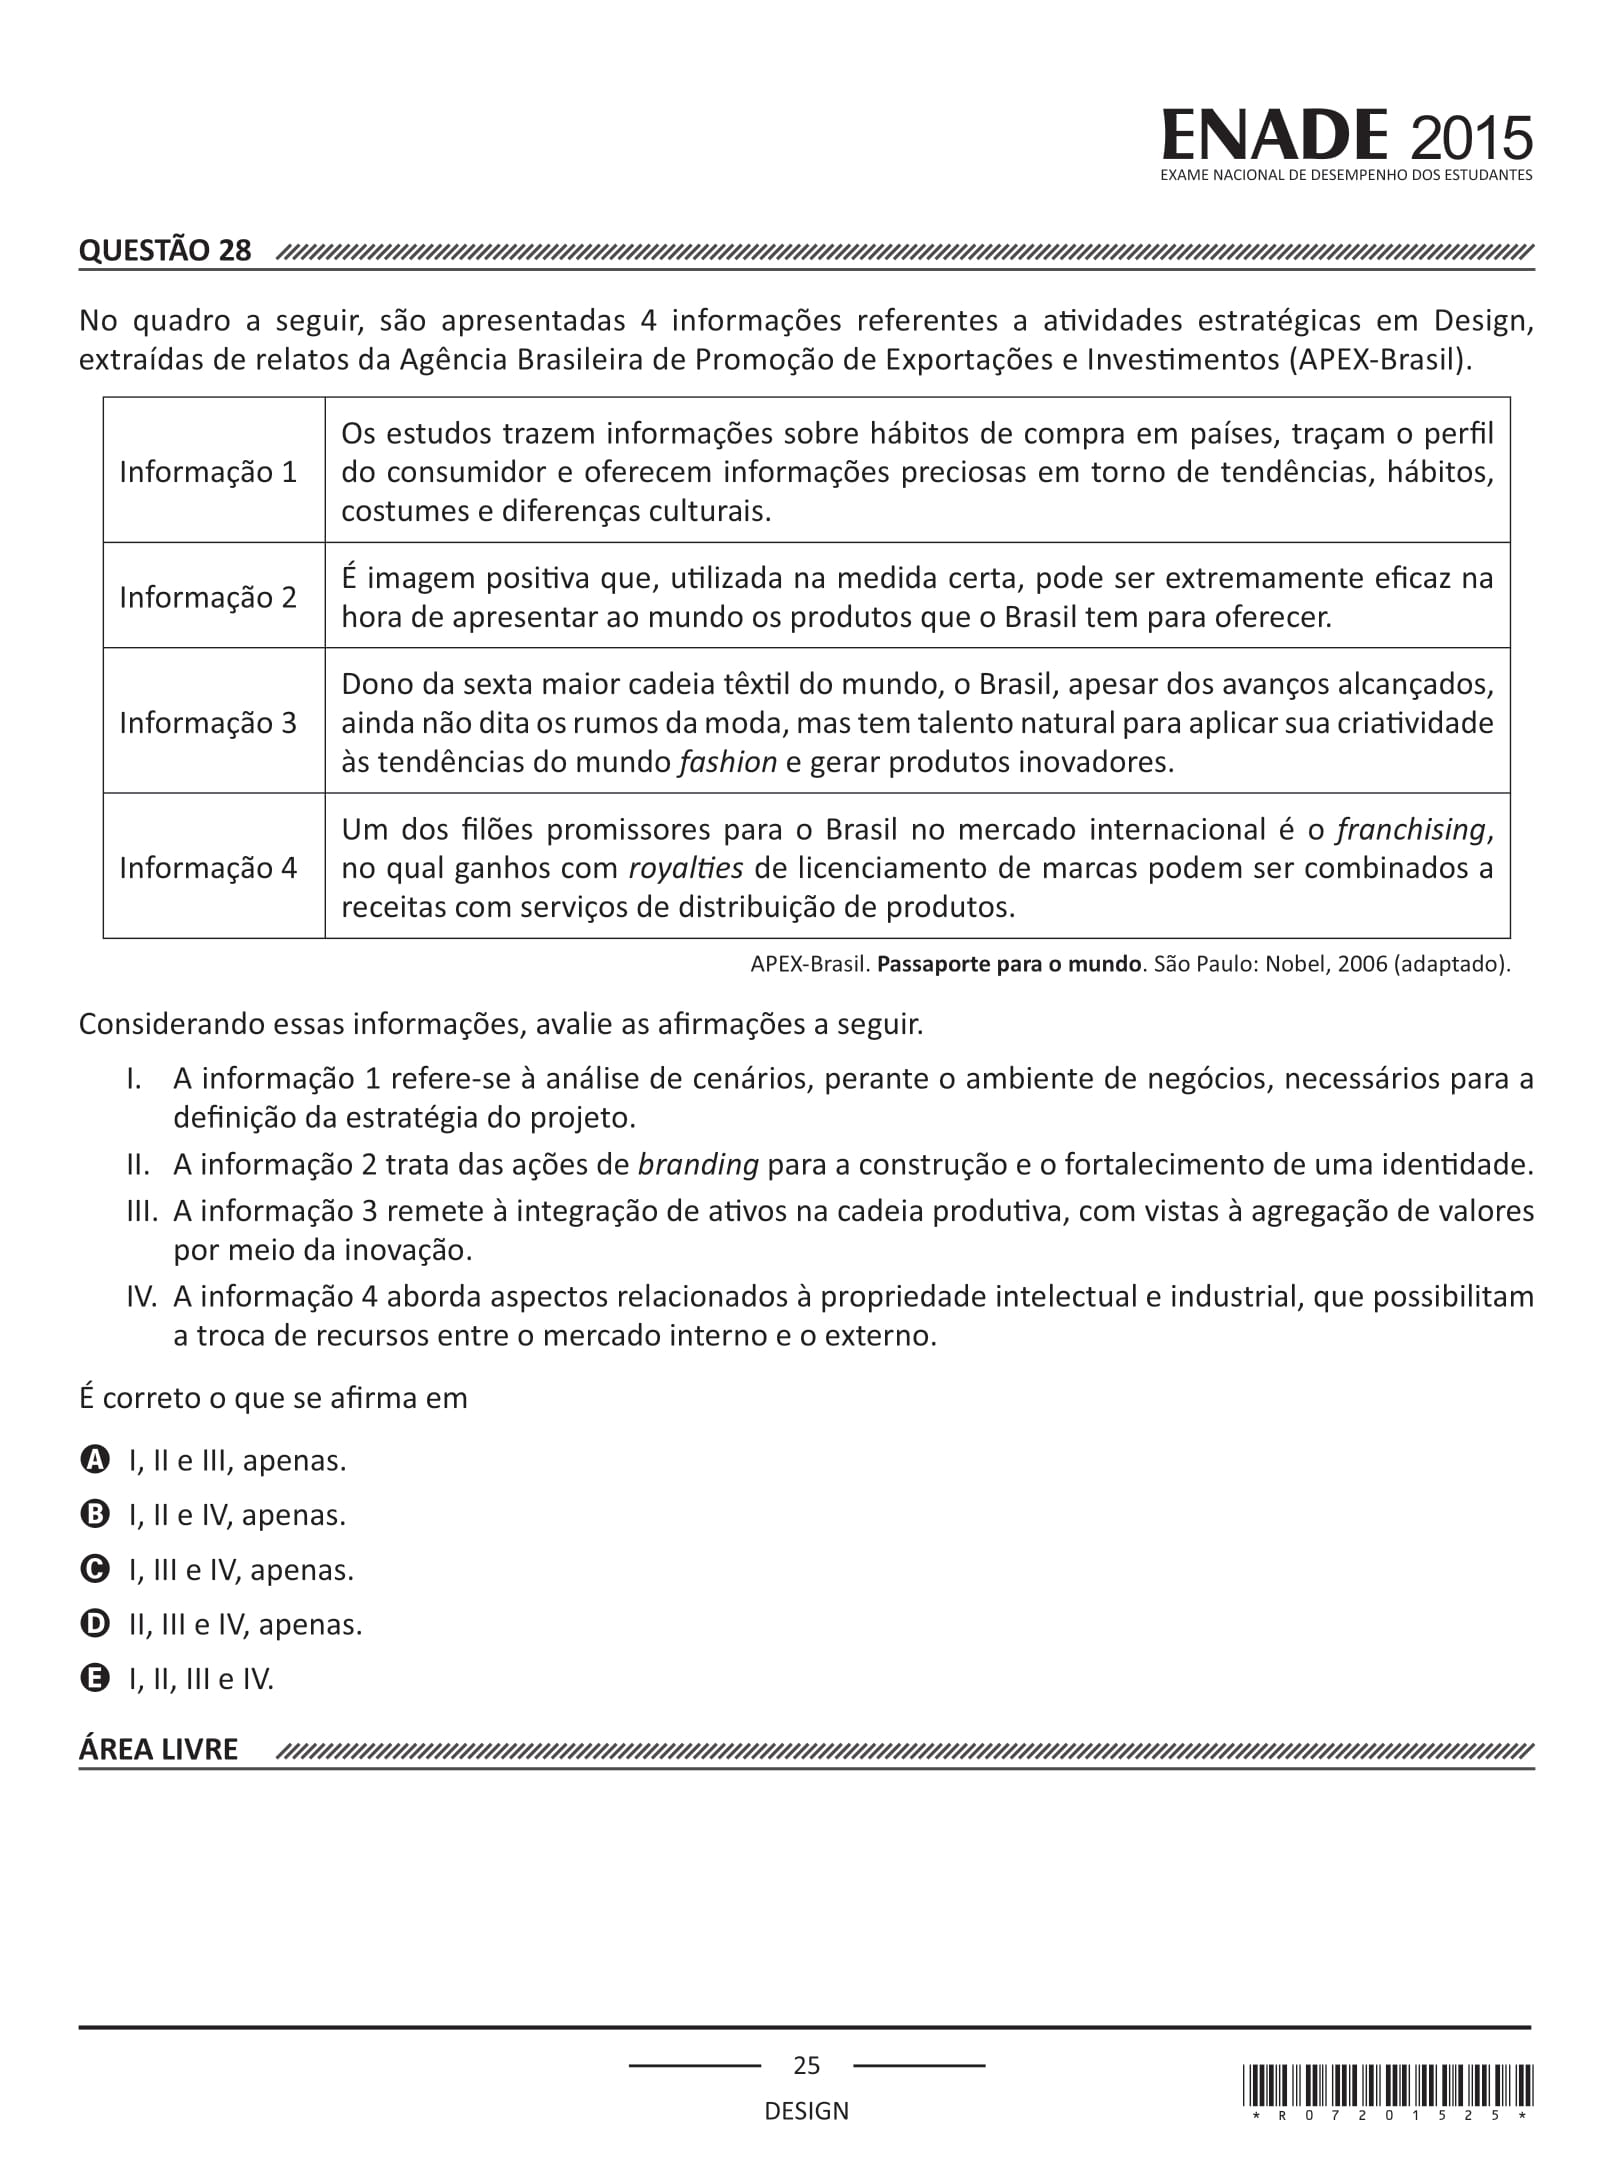 ENADE 2015
EXAME NACIONAL DE DESEMPENHO DOS ESTUDANTES
QUESTÃO 28
No quadro a seguir, são apresentadas 4 informações referentes a atividades estratégicas em Design,
extraídas de relatos da Agência Brasileira de Promoção de Exportações e Investimentos (APEX-Brasil).
Informação 1
Os estudos trazem informações sobre hábitos de compra em países, traçam o perfil
do consumidor e oferecem informações preciosas em torno de tendências, hábitos,
costumes e diferenças culturais.
Informação 2
É imagem positiva que, utilizada na medida certa, pode ser extremamente eficaz na
hora de apresentar ao mundo os produtos que o Brasil tem para oferecer.
Informação 3
Dono da sexta maior cadeia têxtil do mundo, o Brasil, apesar dos avanços alcançados,
ainda não dita os rumos da moda, mas tem talento natural para aplicar sua criatividade
às tendências do mundo fashion e gerar produtos inovadores.
Informação 4
Um dos filões promissores para o Brasil no mercado internacional é o franchising,
no qual ganhos com royalties de licenciamento de marcas podem ser combinados a
receitas com serviços de distribuição de produtos.
APEX-Brasil. Passaporte para o mundo. São Paulo: Nobel, 2006 (adaptado).
Considerando essas informações, avalie as afirmações a seguir.
I. A informação 1 refere-se à análise de cenários, perante o ambiente de negócios, necessários para a
definição da estratégia do projeto.
II. A informação 2 trata das ações de branding para a construção e o fortalecimento de uma identidade.
III. A informação 3 remete à integração de ativos na cadeia produtiva, com vistas à agregação de valores
por meio da inovação.
IV. A informação 4 aborda aspectos relacionados à propriedade intelectual e industrial, que possibilitam
a troca de recursos entre o mercado interno e o externo.
É correto o que se afirma em
A I, II e III, apenas.
B I, II e IV, apenas.
C I, III e IV, apenas.
D II, III e IV, apenas.
E I, II, III e IV.
ÁREA LIVRE
25
DESIGN
*R07201525*